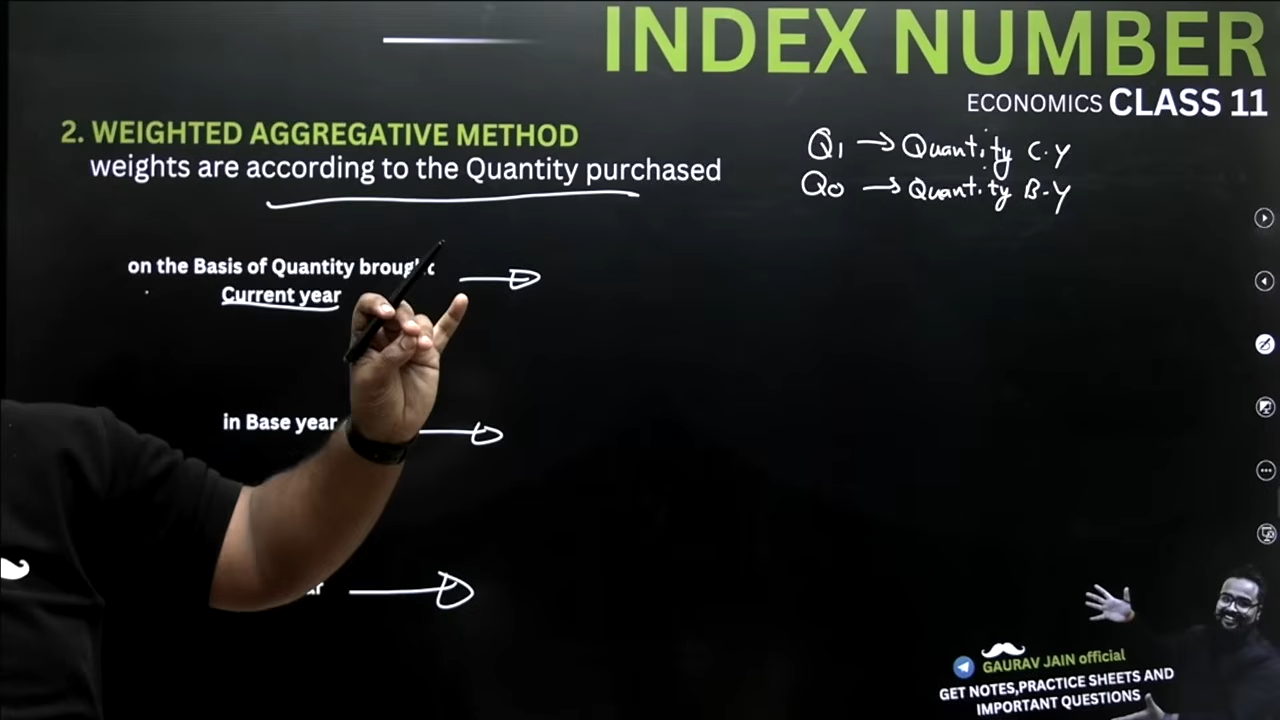 INDEX NUMBER
ECONOMICS CLASS 11
2. WEIGHTED AGGREGATIVE METHOD
weights are according to the Quantity purchased
Q1 → Quantity C.Y
Q0 → Quantity B.Y
on the Basis of Quantity
Current year
in Base year
GAURAV JAIN official
GET NOTES,PRACTICE SHEETS AND
IMPORTANT QUESTIONS